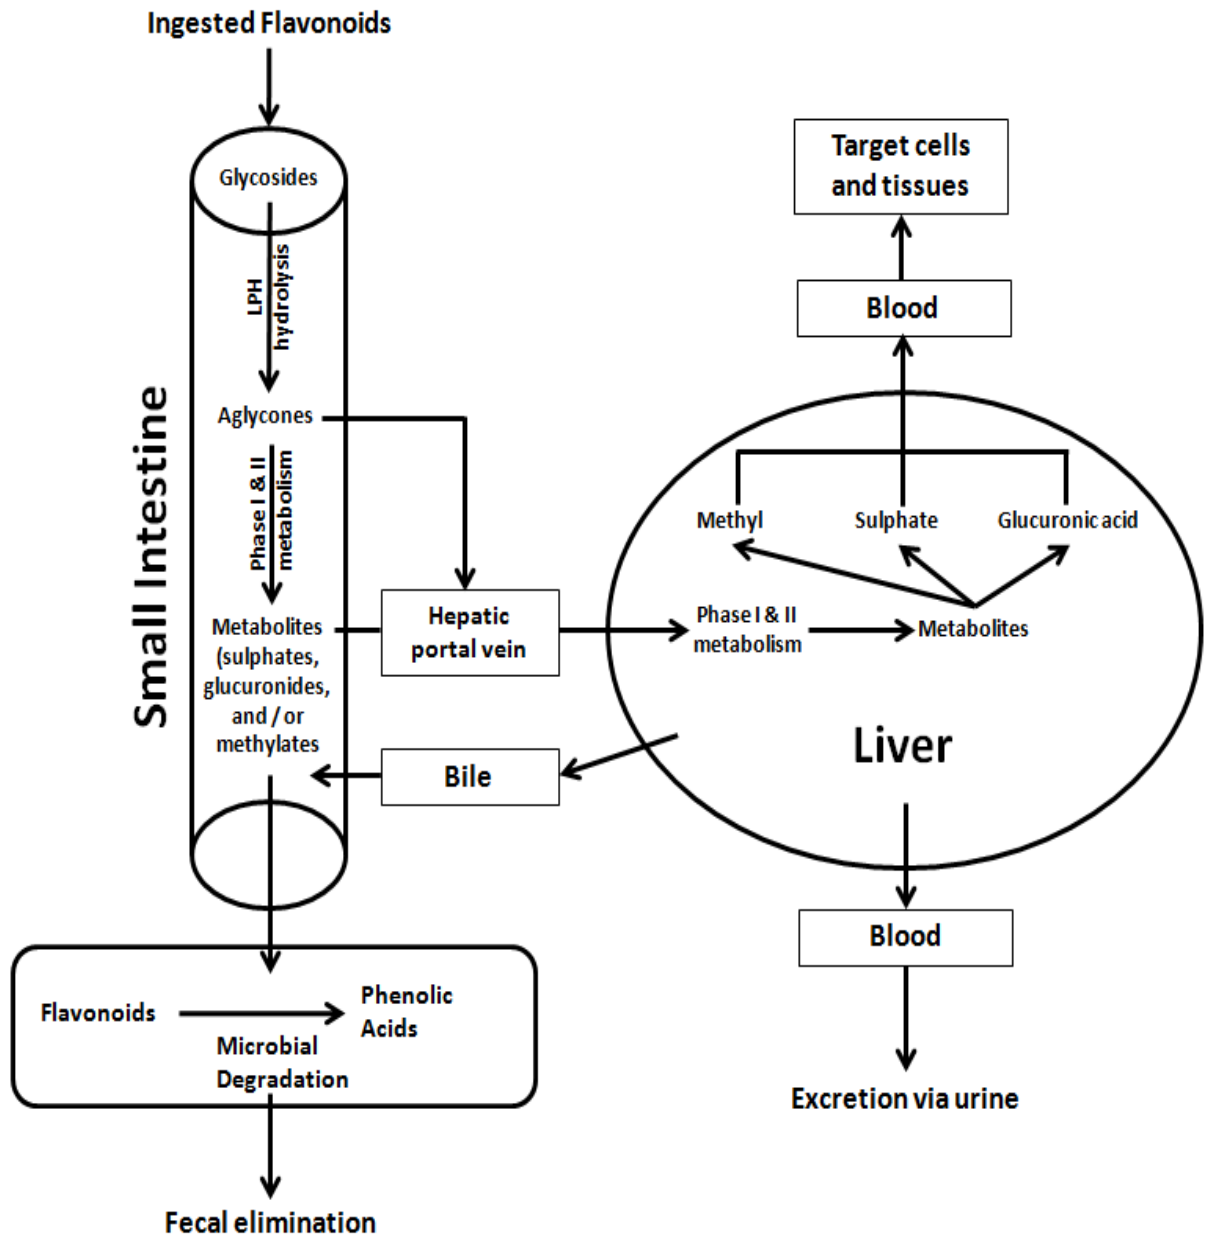 Ingested Flavonoids
Glycosides
LPH
hydrolysis
Aglycones
Phase I & II
metabolism
Small Intestine
Metabolites
(sulphates,
glucuronides,
and / or
methylates
Hepatic
portal vein
Bile
Target cells
and tissues
Blood
Methyl
Sulphate
Glucuronic acid
Phase I & II
metabolism
Metabolites
Liver
Blood
Excretion via urine
Flavonoids
Phenolic
Acids
Microbial
Degradation
Fecal elimination